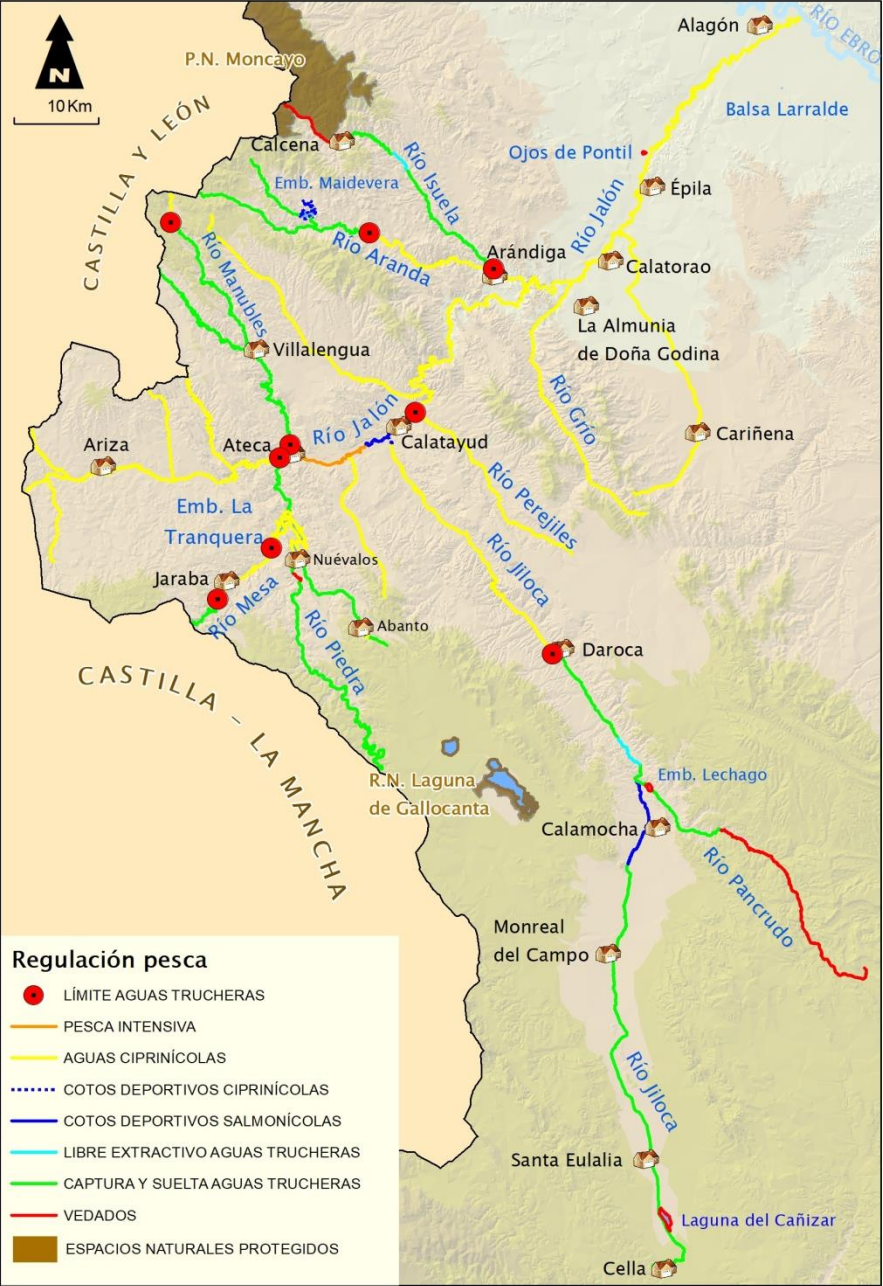 Alagón
RÍO EBRO
N
10 Km
P.N. Moncayo
CASTILLA Y LEÓN
Balsa Larralde
Calcena
Ojos de Pontil
Río Isuela
Emb. Maidevera
Épila
Río Jalón
Río Aranda
Arándiga
Calatorao
Río Manubles
La Almunia
de Doña Godina
Villalengua
Río Grío
Río Jalón
Cariñena
Ariza
Ateca
Calatayud
Río Perejiles
Emb. La
Tranquera
Río Jiloca
Nuévalos
Jaraba
Río Mesa
Río Piedra
Abanto
Daroca
CASTILLA - LA MANCHA
R.N. Laguna
de Gallocanta
Emb. Lechago
Calamocha
Río Pancrudo
Monreal
del Campo
Río Jiloca
Santa Eulalia
Laguna del Cañizar
Cella
Regulación pesca
LÍMITE AGUAS TRUCHERAS
PESCA INTENSIVA
AGUAS CIPRINÍCOLAS
COTOS DEPORTIVOS CIPRINÍCOLAS
COTOS DEPORTIVOS SALMONÍCOLAS
LIBRE EXTRACTIVO AGUAS TRUCHERAS
CAPTURA Y SUELTA AGUAS TRUCHERAS
VEDADOS
ESPACIOS NATURALES PROTEGIDOS